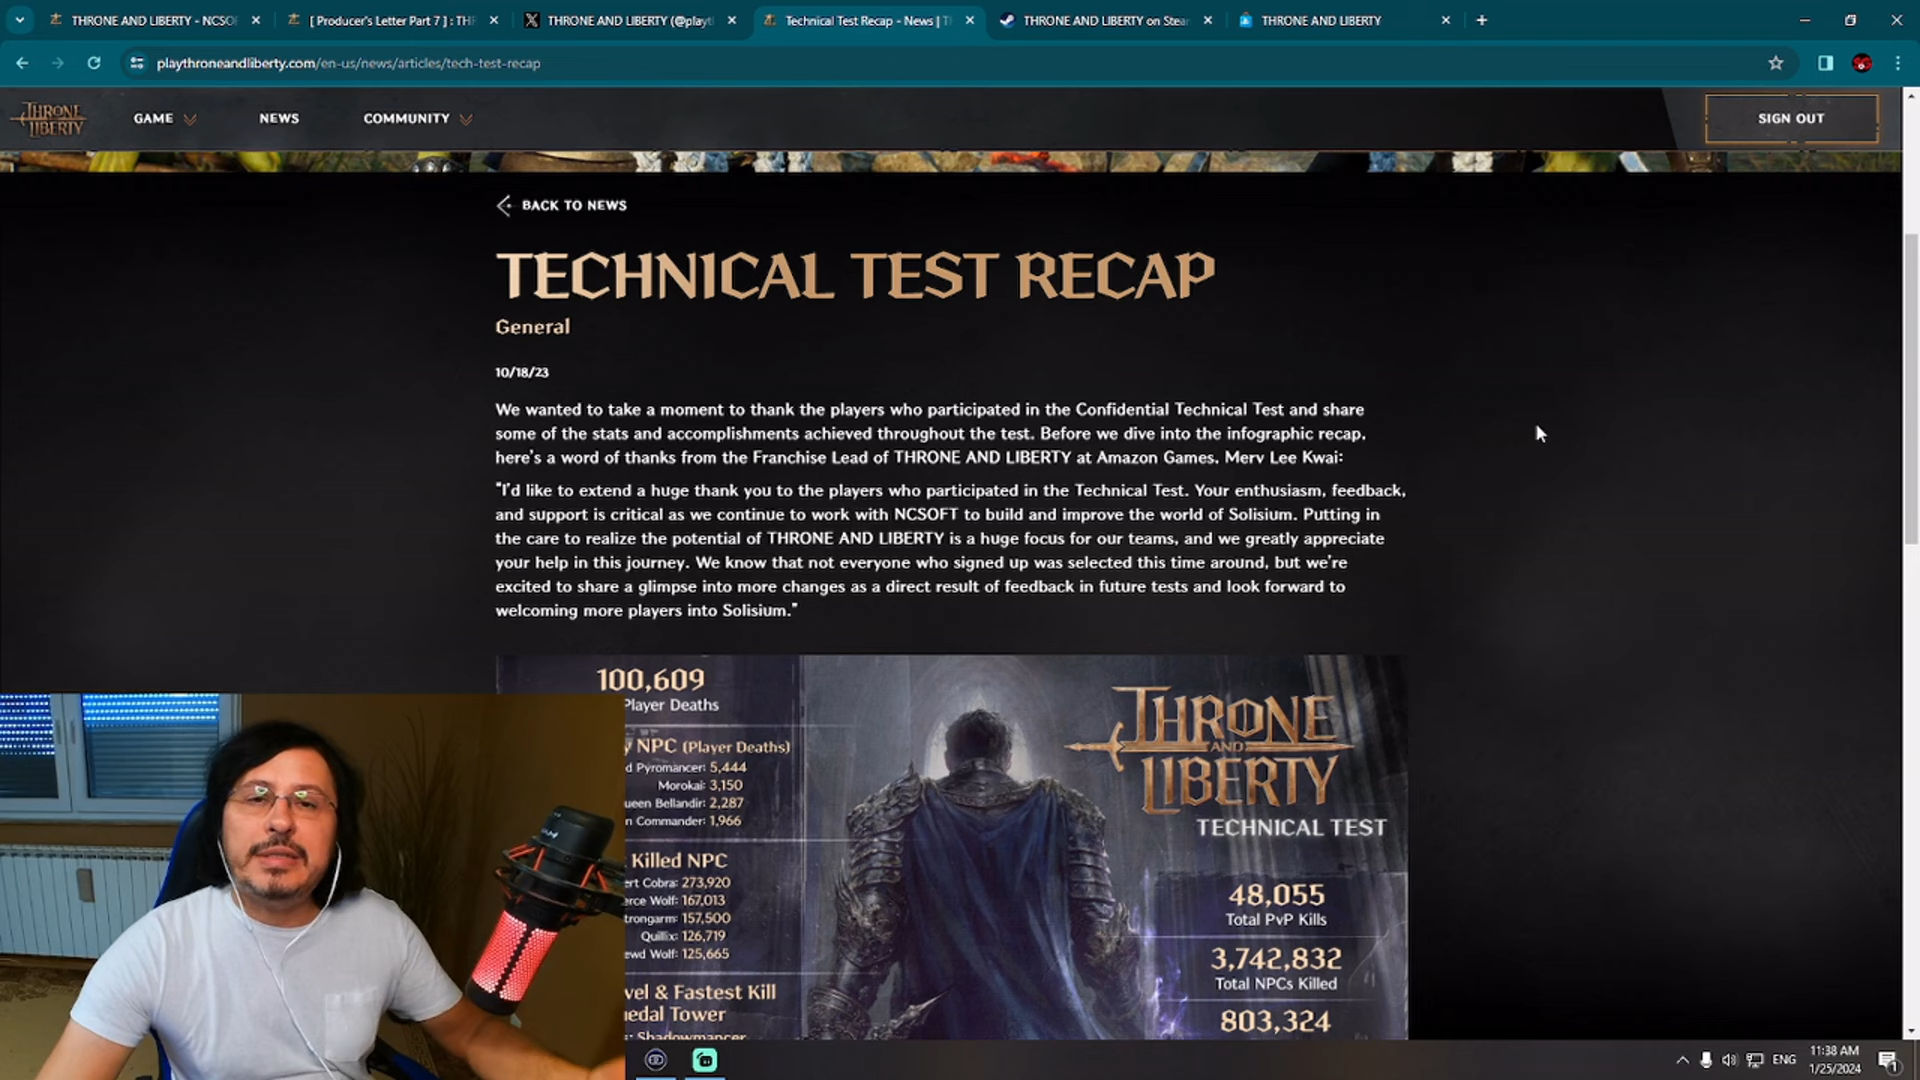 THRONE AND LIBERTY - NCSO
[ Producer's Letter Part 7 ] : TH
THRONE AND LIBERTY (@playt
Technical Test Recap - News | T
THRONE AND LIBERTY on Stea
THRONE AND LIBERTY
playthroneandliberty.com/en-us/news/articles/tech-test-recap
THRONE AND LIBERTY
GAME
NEWS
COMMUNITY
SIGN OUT
BACK TO NEWS
TECHNICAL TEST RECAP
General
10/18/23
We wanted to take a moment to thank the players who participated in the Confidential Technical Test and share
some of the stats and accomplishments achieved throughout the test. Before we dive into the infographic recap,
here's a word of thanks from the Franchise Lead of THRONE AND LIBERTY at Amazon Games, Merv Lee Kwai:
"I'd like to extend a huge thank you to the players who participated in the Technical Test. Your enthusiasm, feedback,
and support is critical as we continue to work with NCSOFT to build and improve the world of Solisium. Putting in
the care to realize the potential of THRONE AND LIBERTY is a huge focus for our teams, and we greatly appreciate
your help in this journey. We know that not everyone who signed up was selected this time around, but we're
excited to share a glimpse into more changes as a direct result of feedback in future tests and look forward to
welcoming more players into Solisium."
100,609
Player Deaths
y NPC (Player Deaths)
d Pyromancer: 5,444
Morokai: 3,150
ueen Bellandir: 2,287
n Commander: 1,966
Killed NPC
ert Cobra: 273,920
erce Wolf: 167,013
trongarm: 157,500
Quillix: 126,719
ewd Wolf: 125,665
vel & Fastest Kill
edal Tower
: Shadowmancer
THRONE
AND
LIBERTY
TECHNICAL TEST
48,055
Total PvP Kills
3,742,832
Total NPCs Killed
803,324
ENG
11:38 AM
1/25/2024